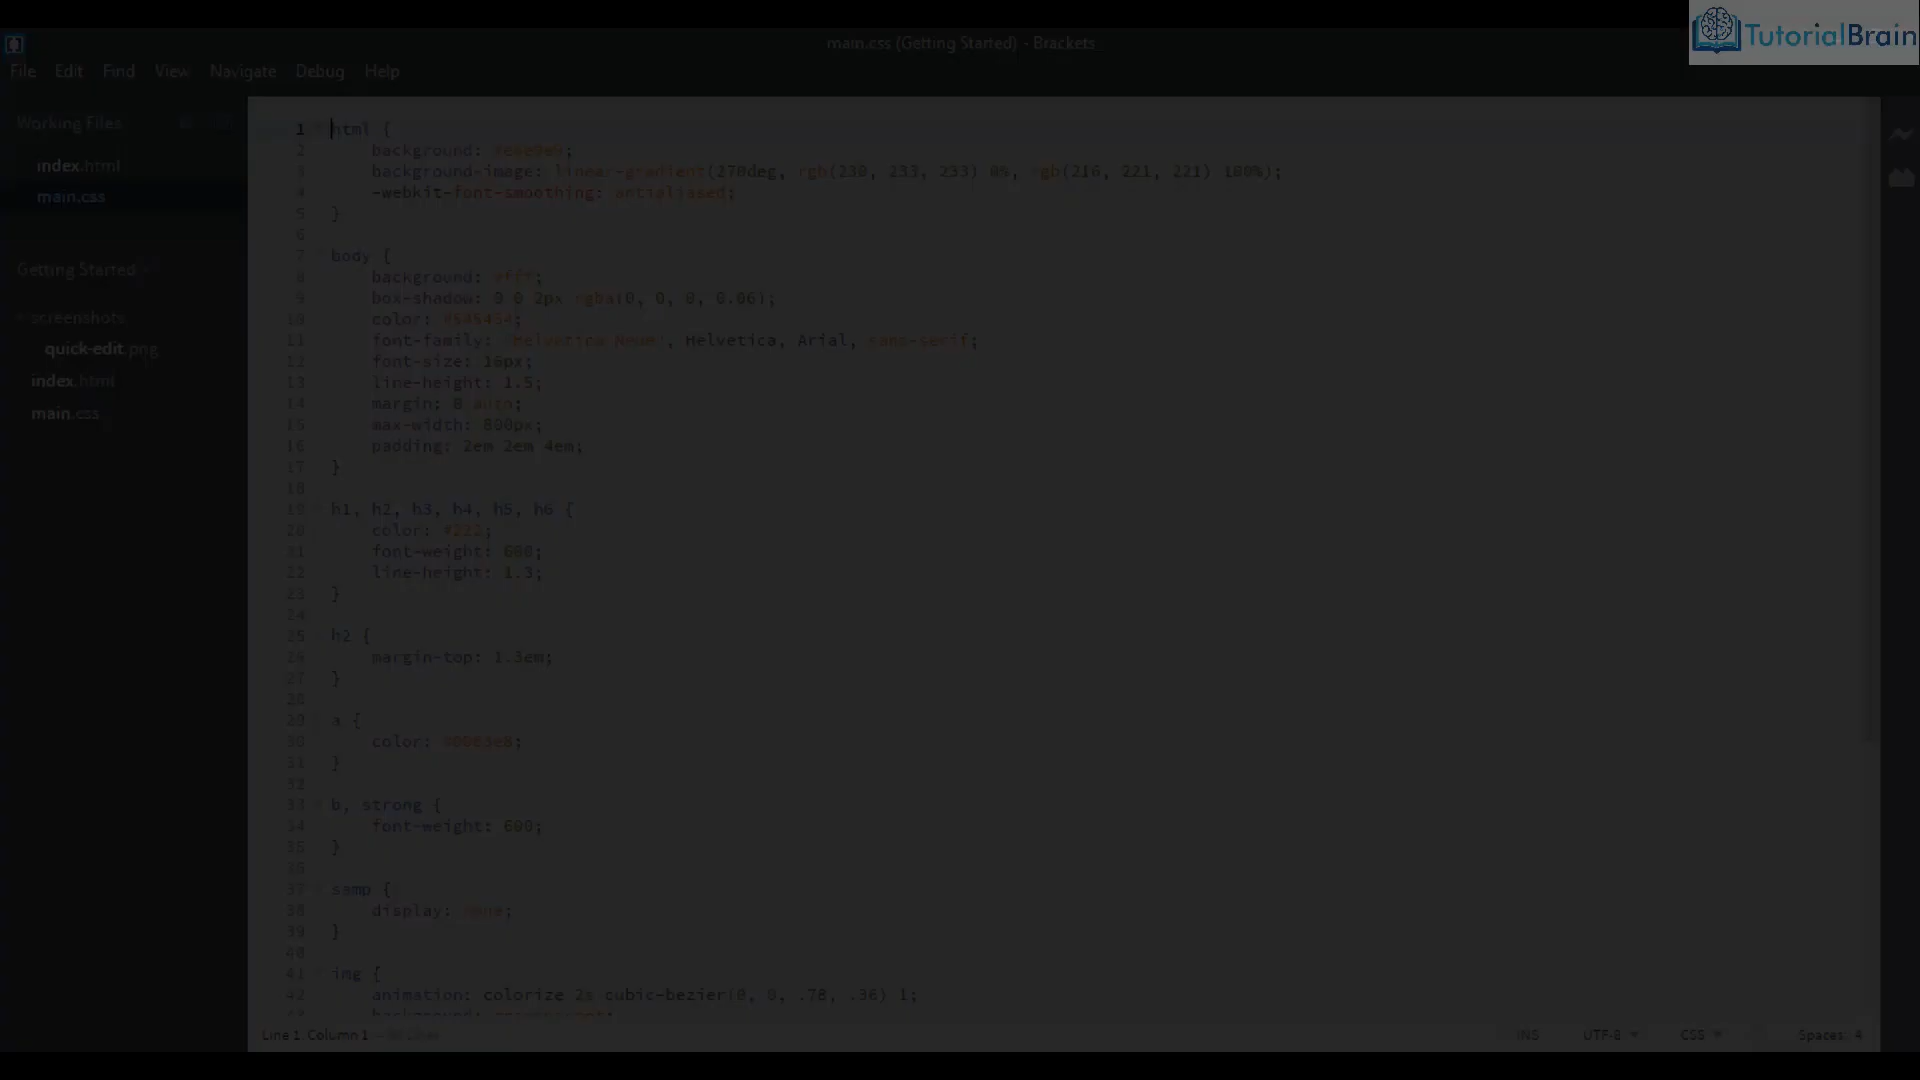 TutorialBrain
main.css (Getting Started) - Brackets
File Edit Find View Navigate Debug Help
Working Files
index.html
main.css
Getting Started
screenshots
quick-edit.png
index.html
main.css
1 html {
2 background:
3 background-image: linear-gradient(270deg, rgb(230, 233, 233) 0%, rgb(216, 221, 221) 100%);
4 -webkit-font-smoothing: antialiased;
5 }
6
7 body {
8 background: #fff;
9 box-shadow: 0 0 2px rgba(0, 0, 0, 0.06);
10 color: #545454;
11 font-family: "Helvetica Neue", Helvetica, Arial, sans-serif;
12 font-size: 16px;
13 line-height: 1.5;
14 margin: 0 auto;
15 max-width: 800px;
16 padding: 2em 2em 4em;
17 }
18
19 h1, h2, h3, h4, h5, h6 {
20 color: #222;
21 font-weight: 600;
22 line-height: 1.3;
23 }
24
25 h2 {
26 margin-top: 1.3em;
27 }
28
29 a {
30 color: #0083e8;
31 }
32
33 b, strong {
34 font-weight: 600;
35 }
36
37 samp {
38 display: none;
39 }
40
41 img {
42 animation: colorize 2s cubic-bezier(0, 0, .78, .36) 1;
Line 1, Column 1
INS UTF-8 CSS Spaces: 4